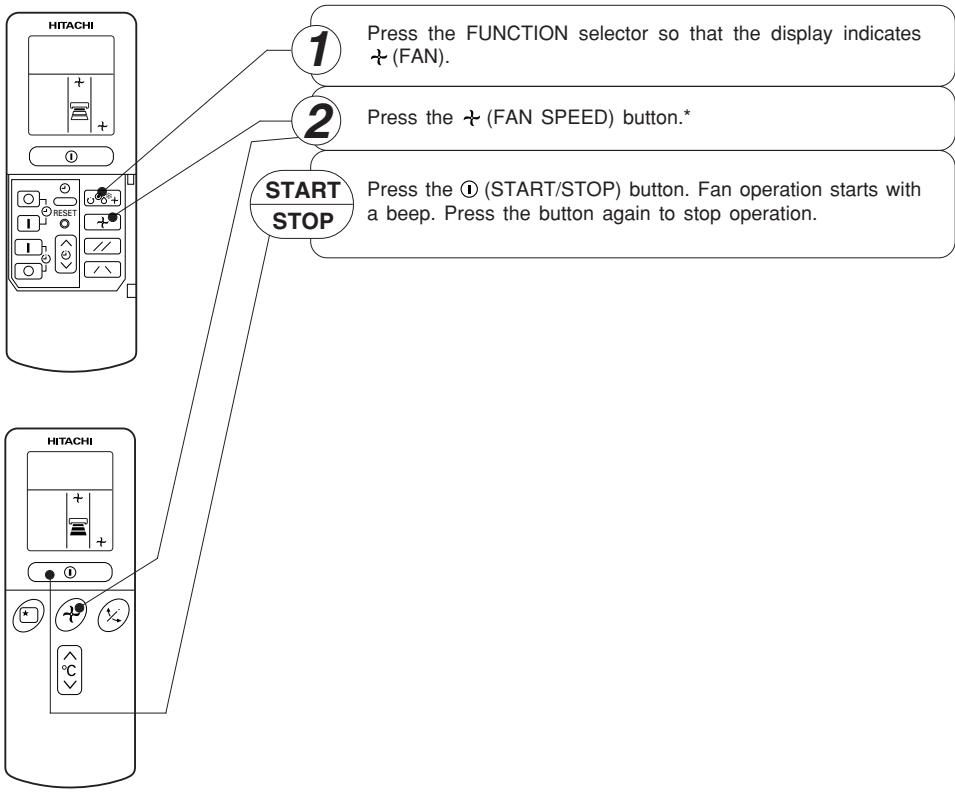 HITACHI
RESET
1
Press the FUNCTION selector so that the display indicates
(FAN).
2
Press the (FAN SPEED) button.*
START
STOP
Press the (START/STOP) button. Fan operation starts with
a beep. Press the button again to stop operation.
HITACHI
°C